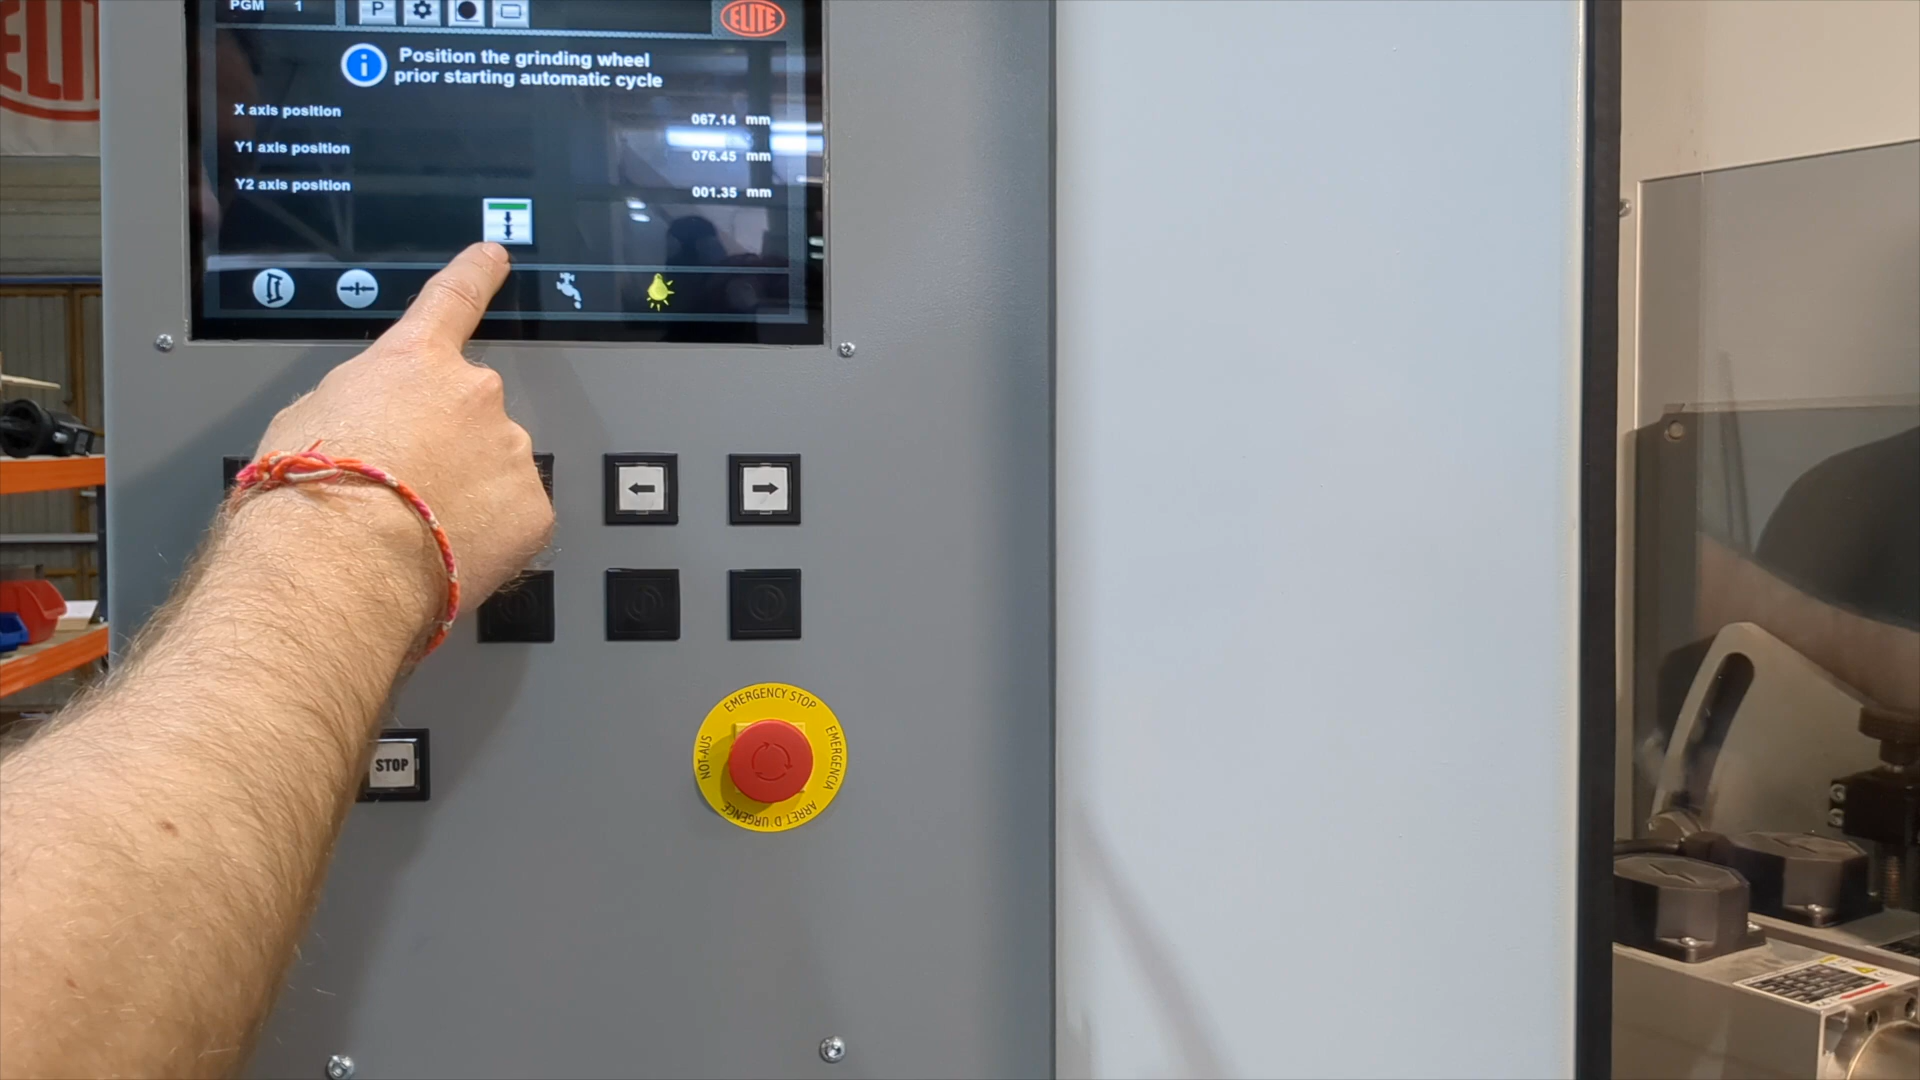 ELITE
PGM 1
P
ELITE
Position the grinding wheel
prior starting automatic cycle
X axis position 067.14 mm
Y1 axis position 076.45 mm
Y2 axis position 001.35 mm
STOP
EMERGENCY STOP
EMERGENCIA
ARRET D'URGENCE
NOT-AUS